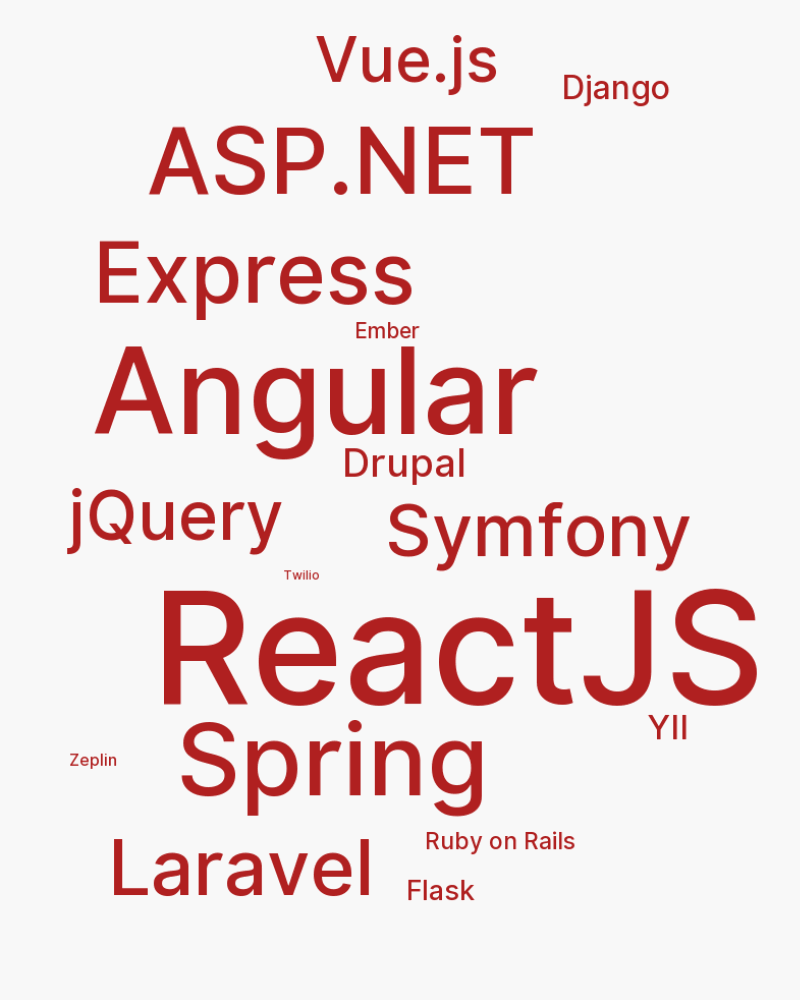 Vue.js
Django
ASP.NET
Express
Ember
Angular
Drupal
jQuery
Symfony
Twilio
ReactJS
YII
Spring
Zeplin
Ruby on Rails
Laravel
Flask